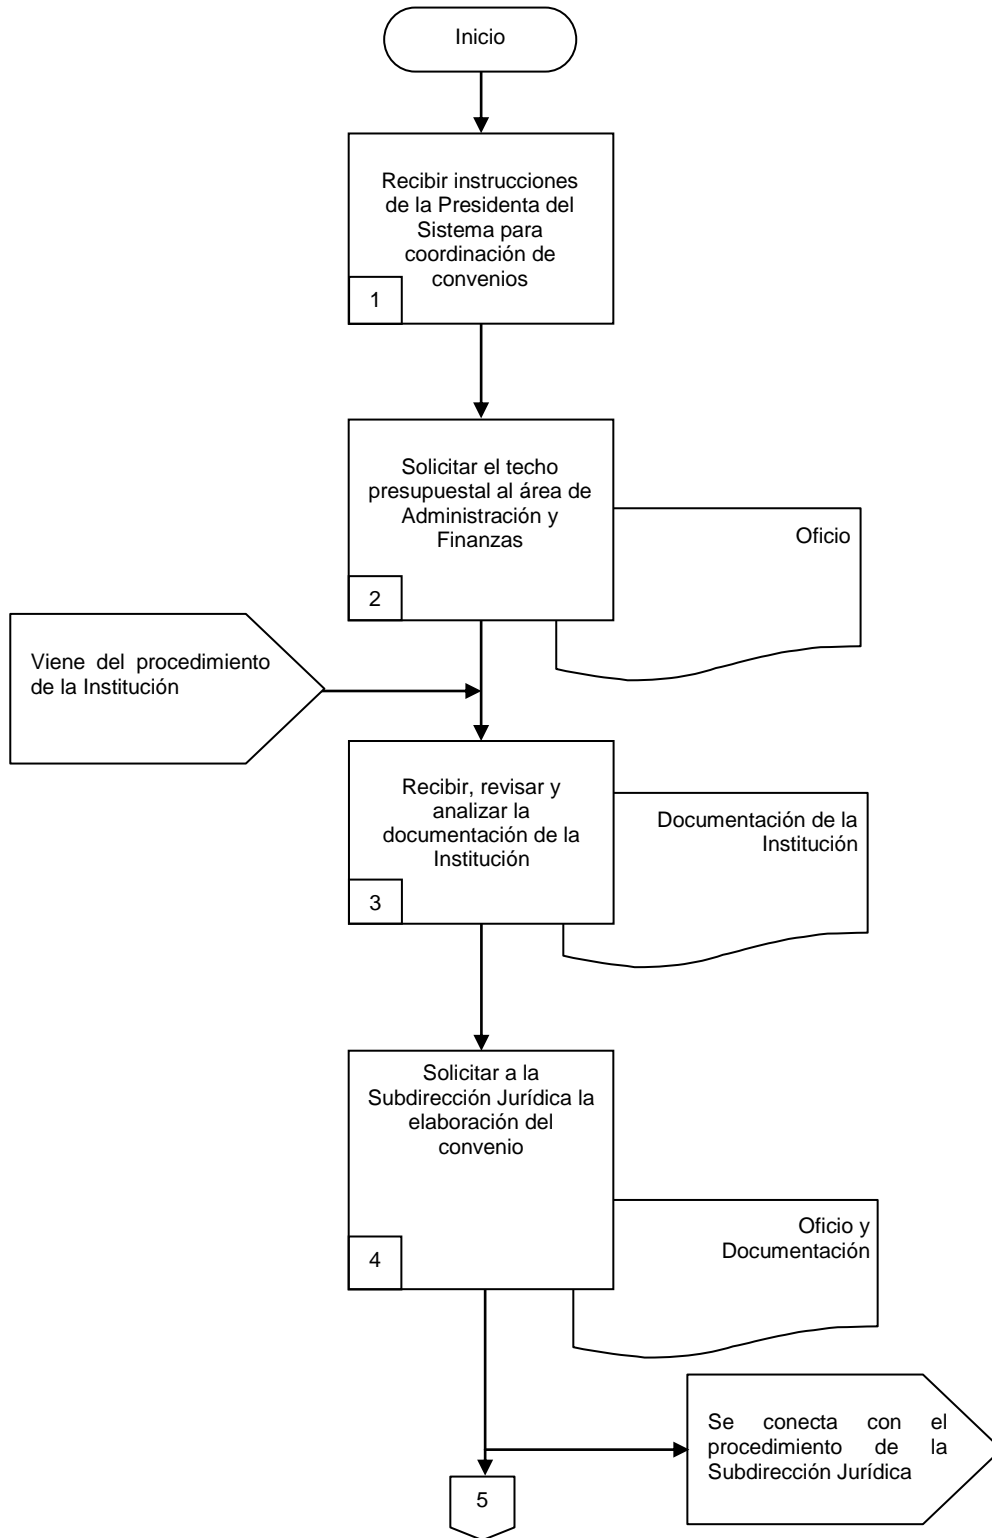 Inicio
Recibir instrucciones
de la Presidenta del
Sistema para
coordinación de
convenios
1
Solicitar el techo
presupuestal al área de
Administración y
Finanzas
2
Oficio
Viene del procedimiento
de la Institución
Recibir, revisar y
analizar la
documentación de la
Institución
3
Documentación de la
Institución
Solicitar a la
Subdirección Jurídica la
elaboración del
convenio
4
Oficio y
Documentación
Se conecta con el
procedimiento de la
Subdirección Jurídica
5